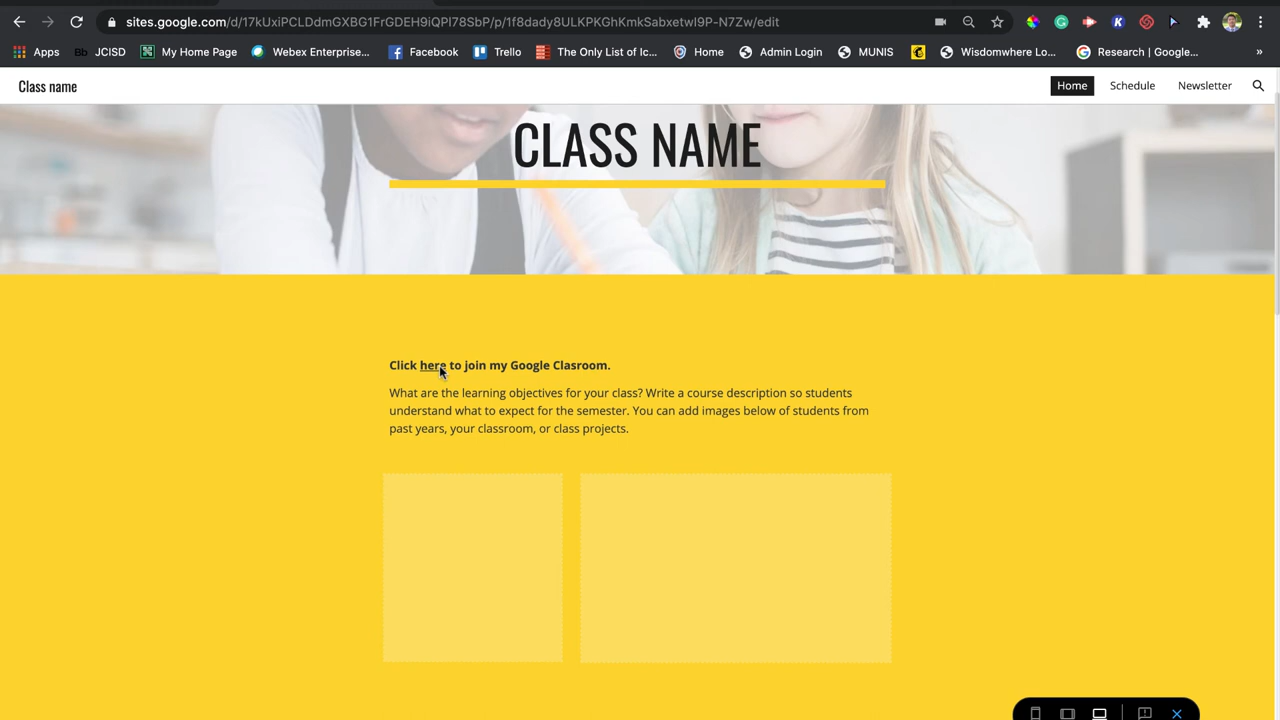 sites.google.com/d/17kUxiPCLDdmGXBG1FrGDEH9iQPI78SbP/p/1f8dady8ULKPKGhKmkSabxetwI9P-N7Zw/edit
Apps Bb JCISD My Home Page Webex Enterprise... Facebook Trello The Only List of Ic... Home Admin Login MUNIS Wisdomwhere Lo... Research | Google... »
Class name Home Schedule Newsletter
CLASS NAME
Click here to join my Google Clasroom.
What are the learning objectives for your class? Write a course description so students
understand what to expect for the semester. You can add images below of students from
past years, your classroom, or class projects.